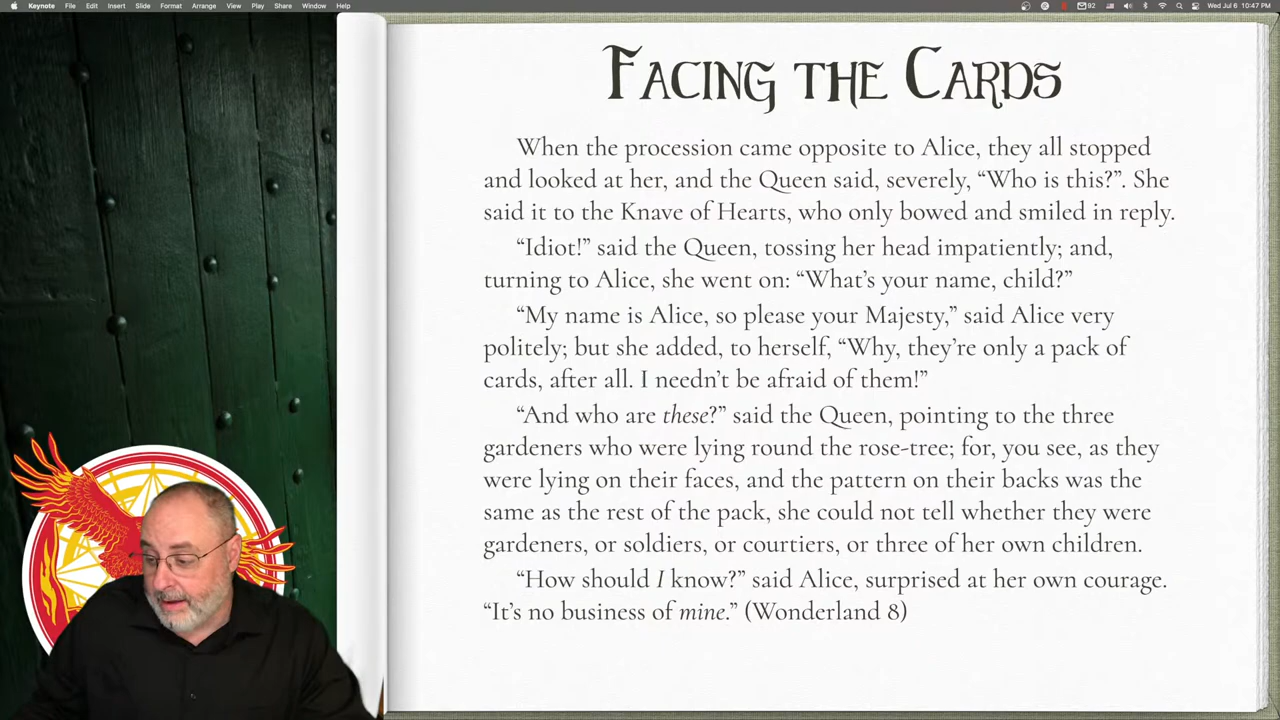 Keynote File Edit Insert Slide Format Arrange View Play Share Window Help 92 Wed Jul 6 10:47 PM
Facing the Cards
When the procession came opposite to Alice, they all stopped
and looked at her, and the Queen said, severely, “Who is this?”. She
said it to the Knave of Hearts, who only bowed and smiled in reply.
“Idiot!” said the Queen, tossing her head impatiently; and,
turning to Alice, she went on: “What’s your name, child?”
“My name is Alice, so please your Majesty,” said Alice very
politely; but she added, to herself, “Why, they’re only a pack of
cards, after all. I needn’t be afraid of them!”
“And who are these?” said the Queen, pointing to the three
gardeners who were lying round the rose-tree; for, you see, as they
were lying on their faces, and the pattern on their backs was the
same as the rest of the pack, she could not tell whether they were
gardeners, or soldiers, or courtiers, or three of her own children.
“How should I know?” said Alice, surprised at her own courage.
“It’s no business of mine.” (Wonderland 8)